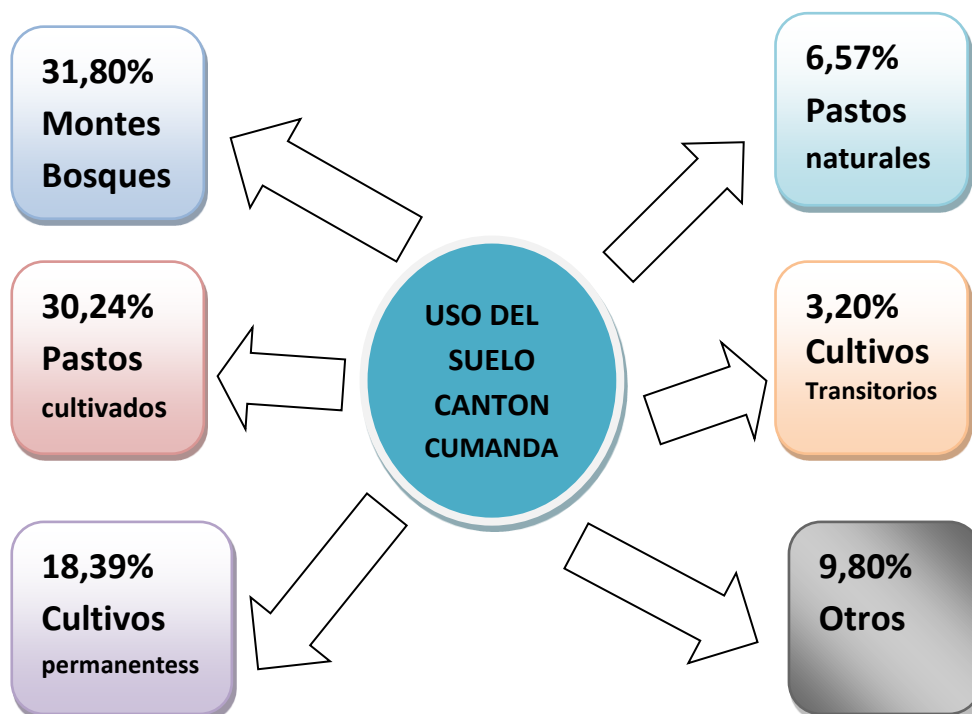 31,80%
Montes
Bosques
30,24%
Pastos
cultivados
18,39%
Cultivos
permanentess
USO DEL
SUELO
CANTON
CUMANDA
6,57%
Pastos
naturales
3,20%
Cultivos
Transitorios
9,80%
Otros